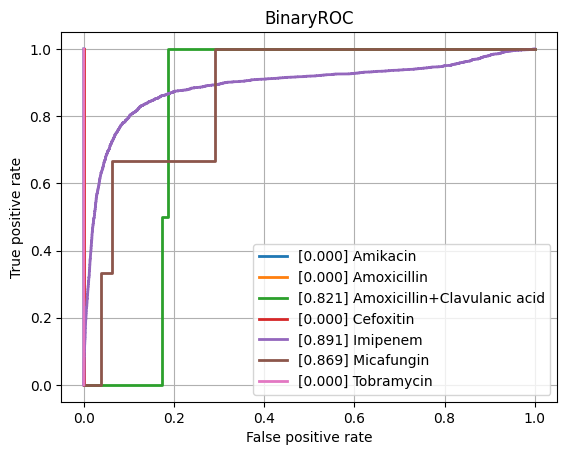 BinaryROC
True positive rate
1.0
0.8
0.6
0.4
0.2
0.0
[0.000] Amikacin
[0.000] Amoxicillin
[0.821] Amoxicillin+Clavulanic acid
[0.000] Cefoxitin
[0.891] Imipenem
[0.869] Micafungin
[0.000] Tobramycin
0.0 0.2 0.4 0.6 0.8 1.0
False positive rate